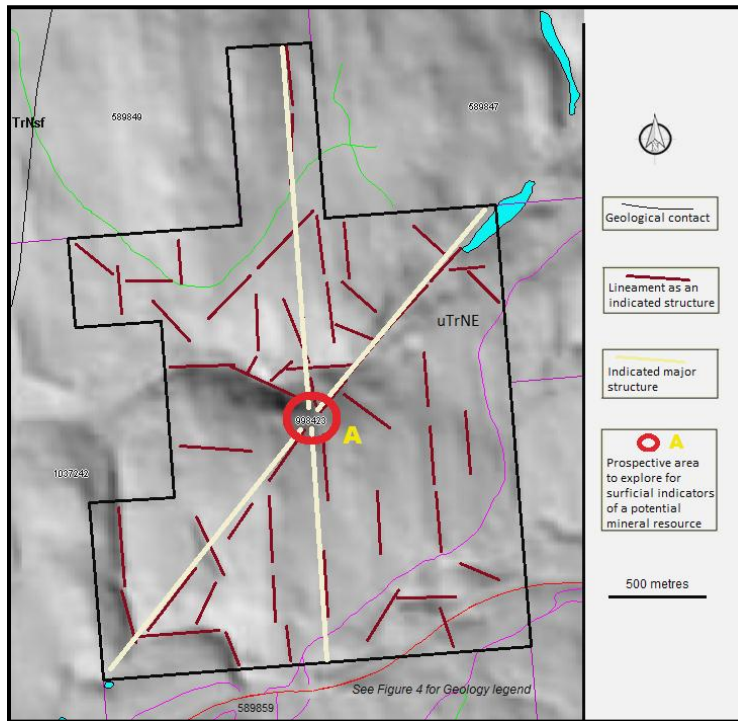 589849
589847
TrNsf
uTrNE
998423
A
1037242
589859
See Figure 4 for Geology legend
Geological contact
Lineament as an
indicated structure
Indicated major
structure
A
Prospective area
to explore for
surficial indicators
of a potential
mineral resource
500 metres